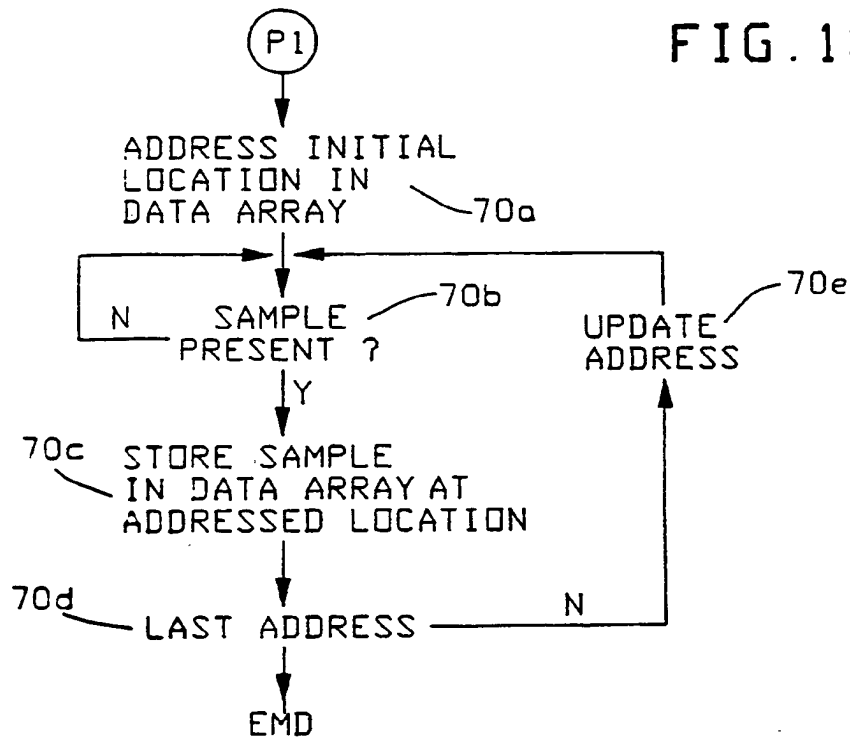 P1
FIG. 1
ADDRESS INITIAL
LOCATION IN
DATA ARRAY
70a
70b
70e
N
SAMPLE
PRESENT ?
UPDATE
ADDRESS
Y
70c
STORE SAMPLE
IN DATA ARRAY AT
ADDRESSED LOCATION
70d
LAST ADDRESS
N
EMD